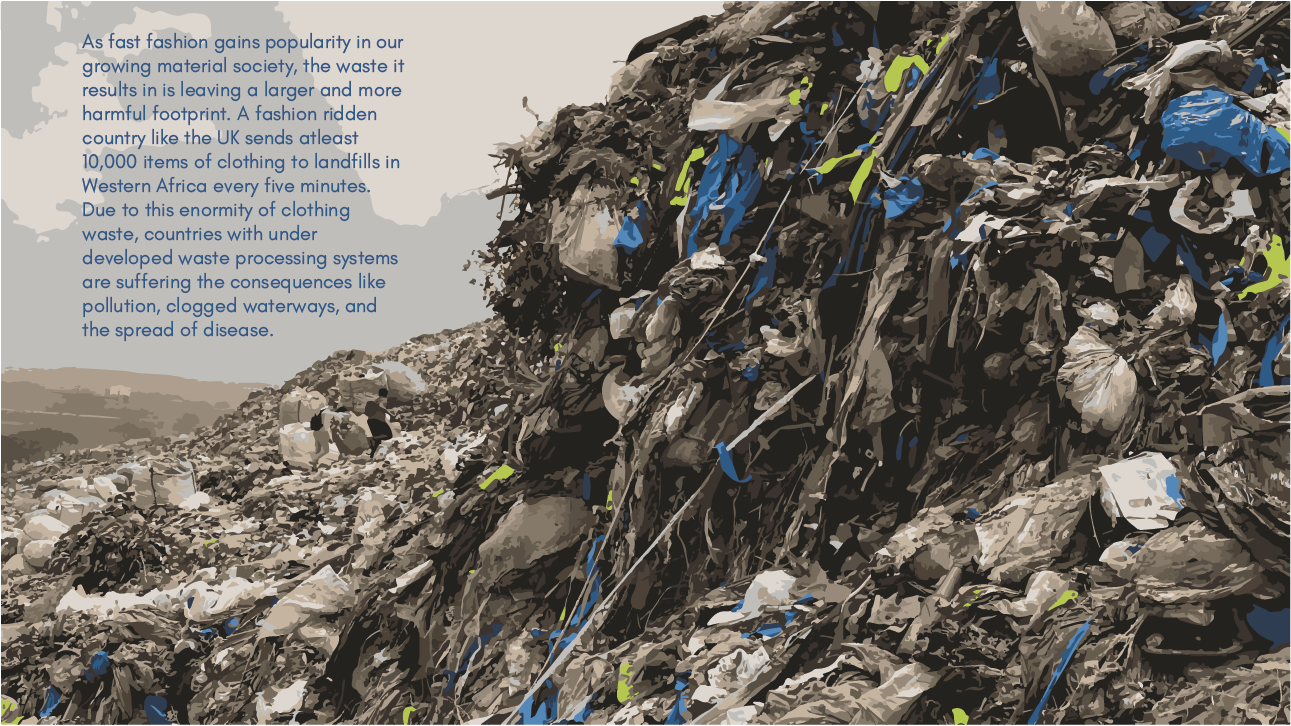 As fast fashion gains popularity in our
growing material society, the waste it
results in is leaving a larger and more
harmful footprint. A fashion ridden
country like the UK sends atleast
10,000 items of clothing to landfills in
Western Africa every five minutes.
Due to this enormity of clothing
waste, countries with under
developed waste processing systems
are suffering the consequences like
pollution, clogged waterways, and
the spread of disease.